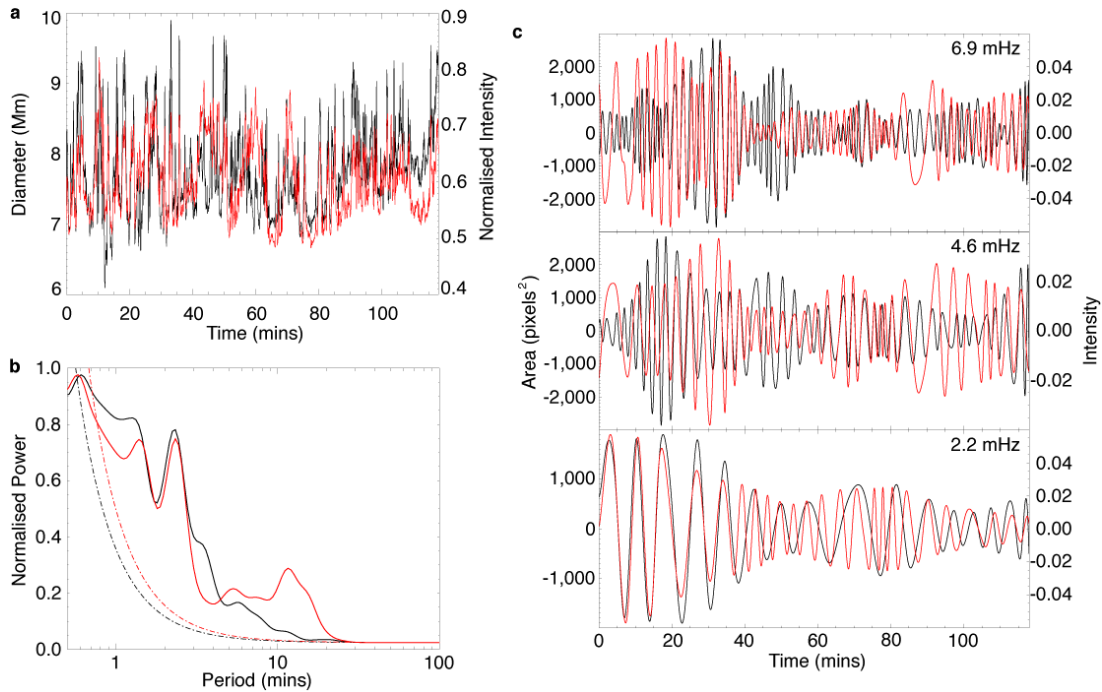 a
10
9
8
7
6
Diameter (Mm)
0.9
0.8
0.7
0.6
0.5
0.4
Normalised Intensity
0 20 40 60 80 100
Time (mins)
b
1.0
0.8
0.6
0.4
0.2
0.0
Normalised Power
1 10 100
Period (mins)
c
6.9 mHz
2,000
1,000
0
-1,000
-2,000
0.04
0.02
0.00
-0.02
-0.04
4.6 mHz
2,000
1,000
0
-1,000
-2,000
Area (pixels2)
0.02
0.00
-0.02
Intensity
2.2 mHz
1,000
0
-1,000
0.04
0.02
0.00
-0.02
-0.04
0 20 40 60 80 100
Time (mins)